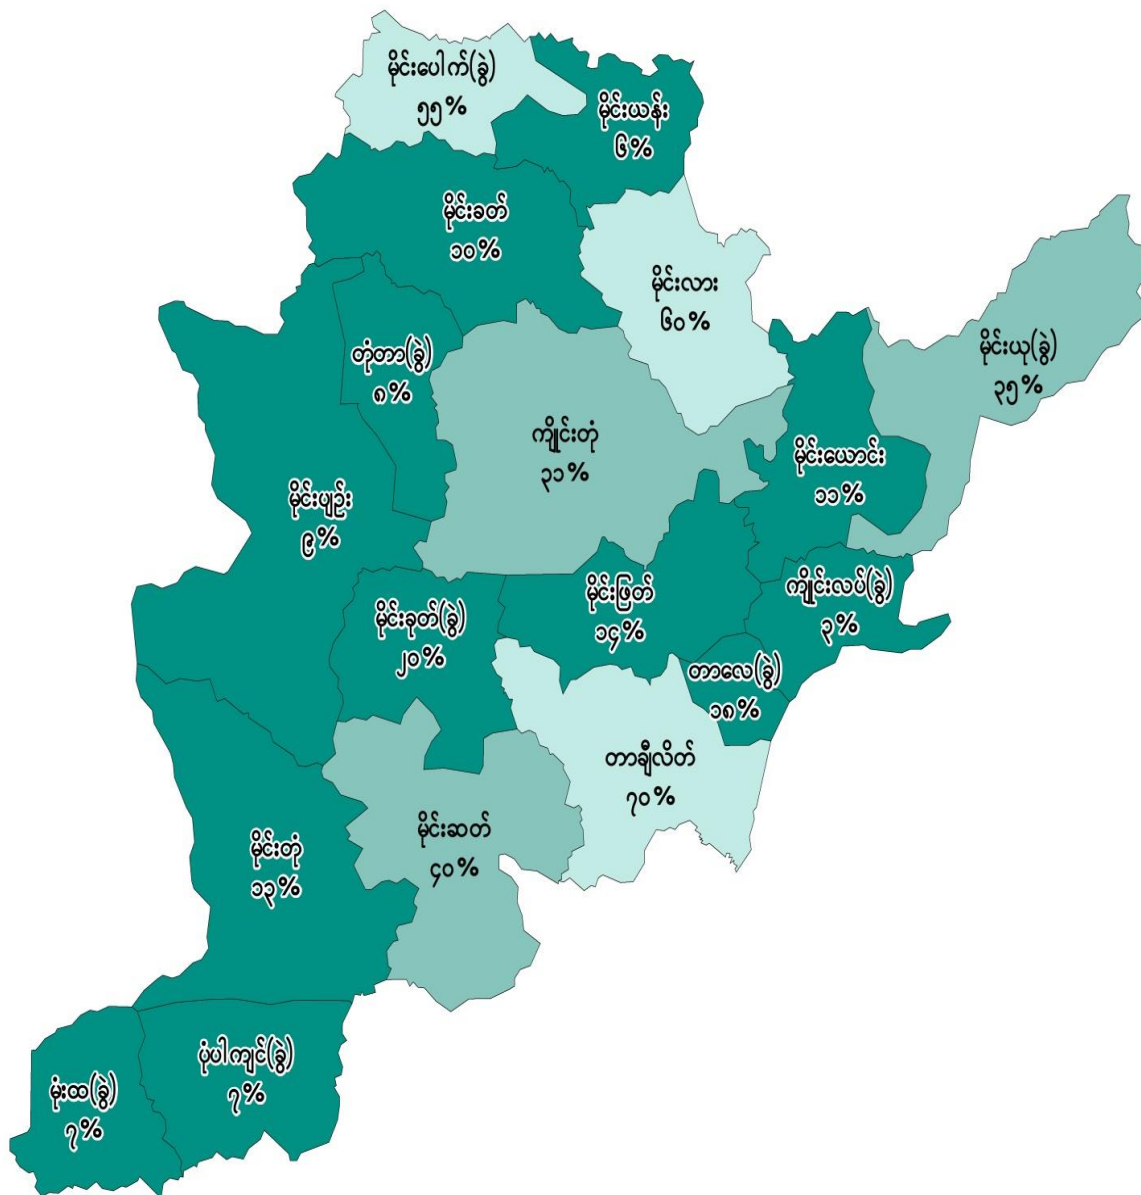 မိုင်းပေါက်(ခွဲ)
၅၅%
မိုင်းယန်း
၆%
မိုင်းခတ်
၁၀%
မိုင်းလား
၆၀%
မိုင်းယု(ခွဲ)
၃၅%
တုံတာ(ခွဲ)
၈%
ကျိုင်းတုံ
၃၁%
မိုင်းယောင်း
၁၁%
မိုင်းပျဉ်း
၉%
မိုင်းဖြတ်
၁၄%
ကျိုင်းလပ်(ခွဲ)
၃%
မိုင်းခုတ်(ခွဲ)
၂၀%
တာလေ(ခွဲ)
၁၈%
တာချီလိတ်
၇၀%
မိုင်းဆတ်
၄၀%
မိုင်းတုံ
၁၃%
ပုံပါကျင်(ခွဲ)
၇%
မုံးထ(ခွဲ)
၇%